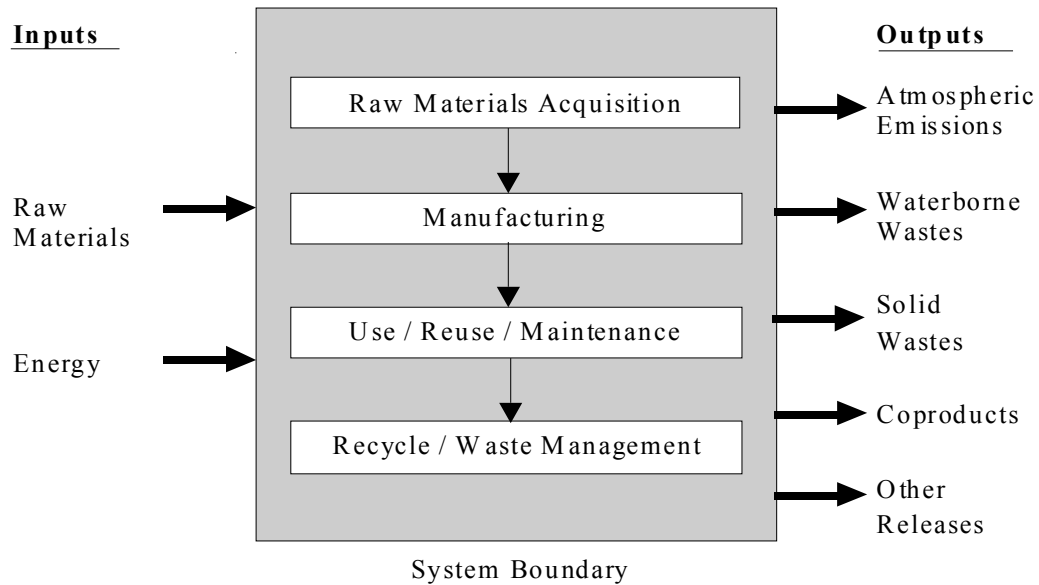 Inputs
Outputs
Raw Materials Acquisition
Manufacturing
Use / Reuse / Maintenance
Recycle / Waste Management
Raw
Materials
Energy
Atmospheric
Emissions
Waterborne
Wastes
Solid
Wastes
Coproducts
Other
Releases
System Boundary